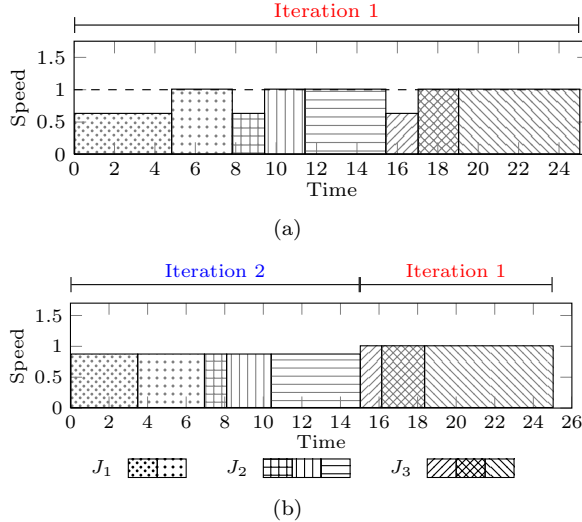 Iteration 1
1.5
1
0.5
0
Speed
0 2 4 6 8 10 12 14 16 18 20 22 24
Time
(a)
Iteration 2 Iteration 1
1.5
1
0.5
0
Speed
0 2 4 6 8 10 12 14 16 18 20 22 24 26
Time
J1 J2 J3
(b)